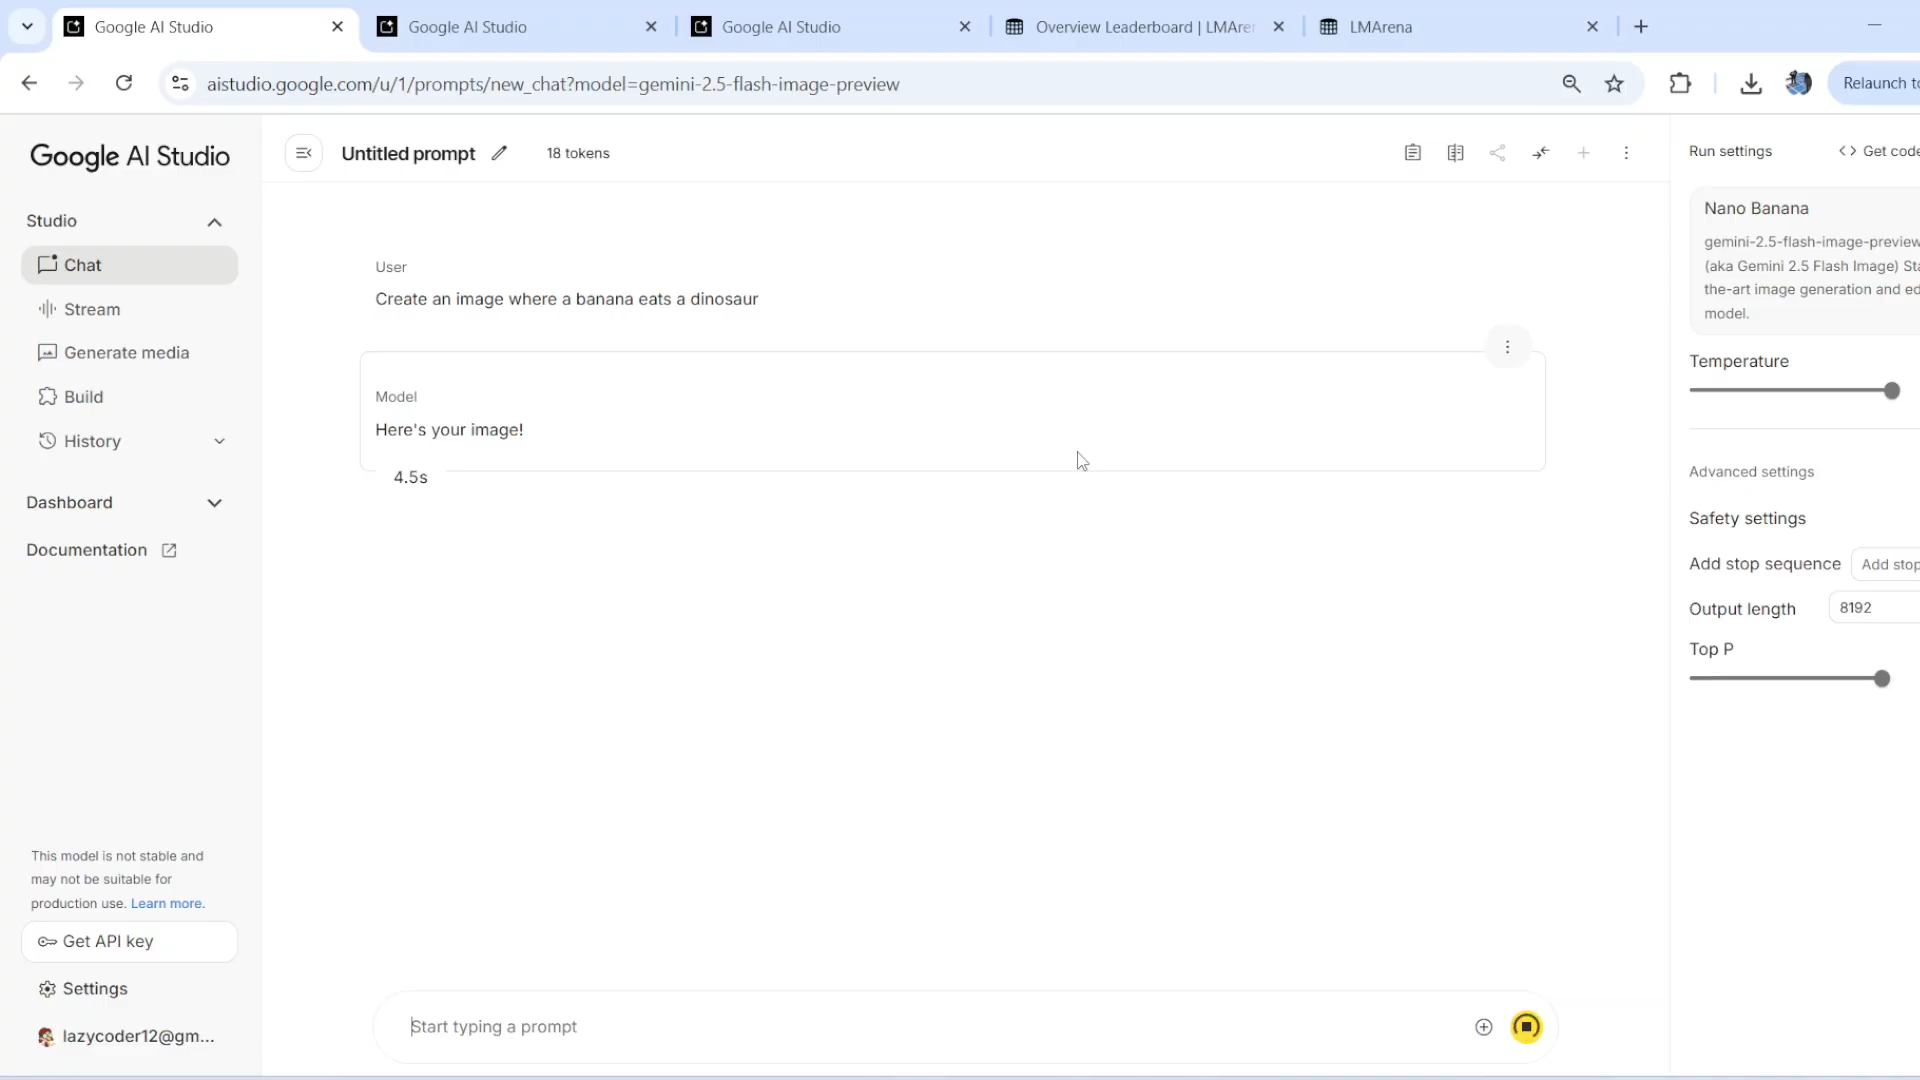 Google AI Studio
Google AI Studio
Google AI Studio
Overview Leaderboard | LMAre
LMArena
aistudio.google.com/u/1/prompts/new_chat?model=gemini-2.5-flash-image-preview
Relaunch to
Google AI Studio
Studio
Chat
Stream
Generate media
Build
History
Dashboard
Documentation
This model is not stable and
may not be suitable for
production use. Learn more.
Get API key
Settings
lazycoder12@gm...
Untitled prompt
18 tokens
User
Create an image where a banana eats a dinosaur
Model
Here's your image!
4.5s
Start typing a prompt
Run settings
<> Get code
Nano Banana
gemini-2.5-flash-image-preview
(aka Gemini 2.5 Flash Image) Sta
the-art image generation and ed
model.
Temperature
Advanced settings
Safety settings
Add stop sequence
Add stop
Output length
8192
Top P